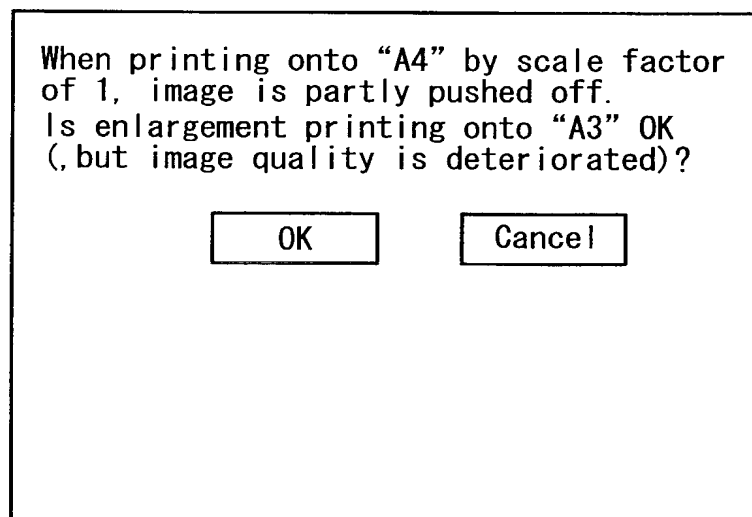 When printing onto “A4” by scale factor
of 1, image is partly pushed off.
Is enlargement printing onto “A3” OK
(,but image quality is deteriorated)?
OK Cancel